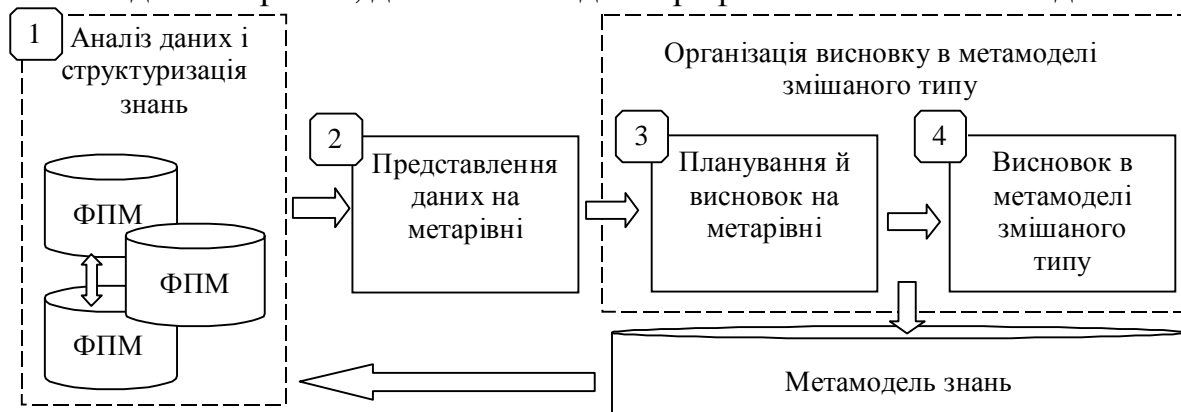 1
Аналіз даних і
структуризація
знань
ФПМ
ФПМ
ФПМ
2
Представлення
даних на
метарівні
Організація висновку в метамоделі
змішаного типу
3
Планування й
висновок на
метарівні
4
Висновок в
метамоделі
змішаного
типу
Метамодель знань